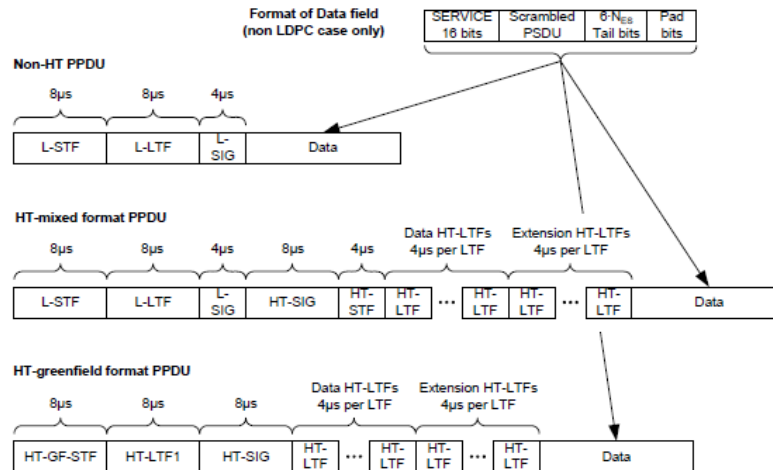 Format of Data field
(non LDPC case only)
SERVICE
16 bits
Scrambled
PSDU
6·NES
Tail bits
Pad
bits
Non-HT PPDU
8µs
8µs
4µs
L-STF
L-LTF
L-
SIG
Data
HT-mixed format PPDU
Data HT-LTFs
4µs per LTF
Extension HT-LTFs
4µs per LTF
8µs
8µs
4µs
8µs
4µs
L-STF
L-LTF
L-
SIG
HT-SIG
HT-
STF
HT-
LTF
...
HT-
LTF
HT-
LTF
...
HT-
LTF
Data
HT-greenfield format PPDU
Data HT-LTFs
4µs per LTF
Extension HT-LTFs
4µs per LTF
8µs
8µs
8µs
HT-GF-STF
HT-LTF1
HT-SIG
HT-
LTF
...
HT-
LTF
HT-
LTF
...
HT-
LTF
Data